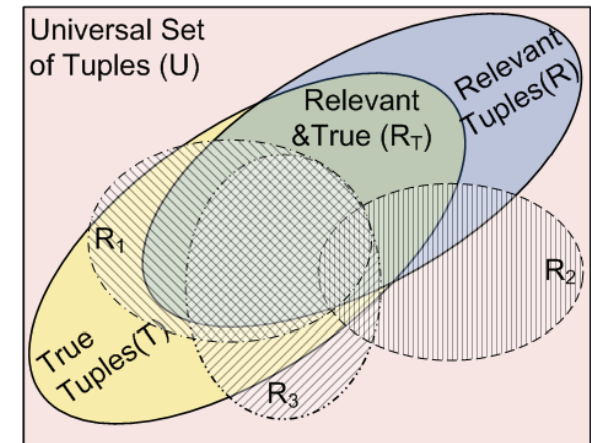 Universal Set
of Tuples (U)
Relevant
Tuples(R)
Relevant
&True (R_T)
R₁
R₂
True
Tuples(T)
R₃